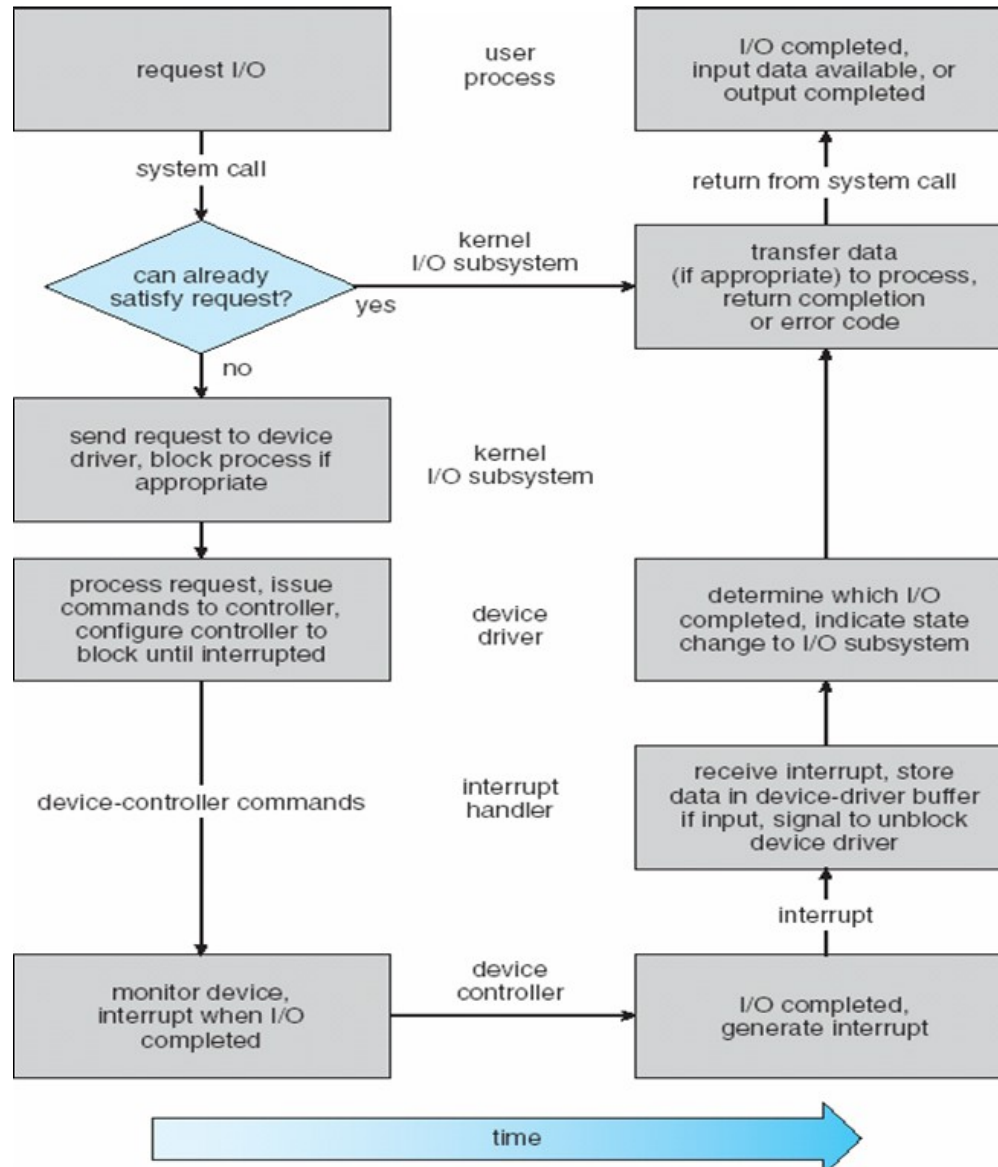 request I/O
user
process
I/O completed,
input data available, or
output completed
system call
return from system call
can already
satisfy request?
kernel
I/O subsystem
yes
transfer data
(if appropriate) to process,
return completion
or error code
no
send request to device
driver, block process if
appropriate
kernel
I/O subsystem
process request, issue
commands to controller,
configure controller to
block until interrupted
device
driver
determine which I/O
completed, indicate state
change to I/O subsystem
device-controller commands
interrupt
handler
receive interrupt, store
data in device-driver buffer
if input, signal to unblock
device driver
interrupt
monitor device,
interrupt when I/O
completed
device
controller
I/O completed,
generate interrupt
time